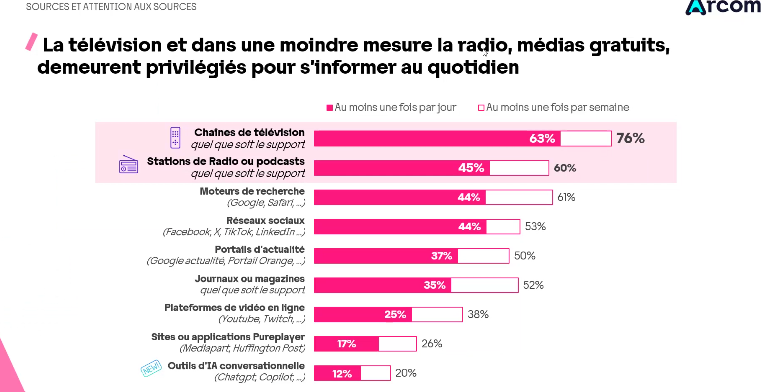 SOURCES ET ATTENTION AUX SOURCES
Arcom
La télévision et dans une moindre mesure la radio, médias gratuits,
demeurent privilégiés pour s'informer au quotidien
Au moins une fois par jour
Au moins une fois par semaine
Chaînes de télévision
quel que soit le support
63%
76%
Stations de Radio ou podcasts
quel que soit le support
45%
60%
Moteurs de recherche
(Google, Safari, ...)
44%
61%
Réseaux sociaux
(Facebook, X, TikTok, LinkedIn ...)
44%
53%
Portails d'actualité
(Google actualité, Portail Orange, ...)
37%
50%
Journaux ou magazines
quel que soit le support
35%
52%
Plateformes de vidéo en ligne
(Youtube, Twitch, ...)
25%
38%
Sites ou applications Pureplayer
(Mediapart, Huffington Post)
17%
26%
NEW!
Outils d'IA conversationnelle
(Chatgpt, Copilot, ...)
12%
20%